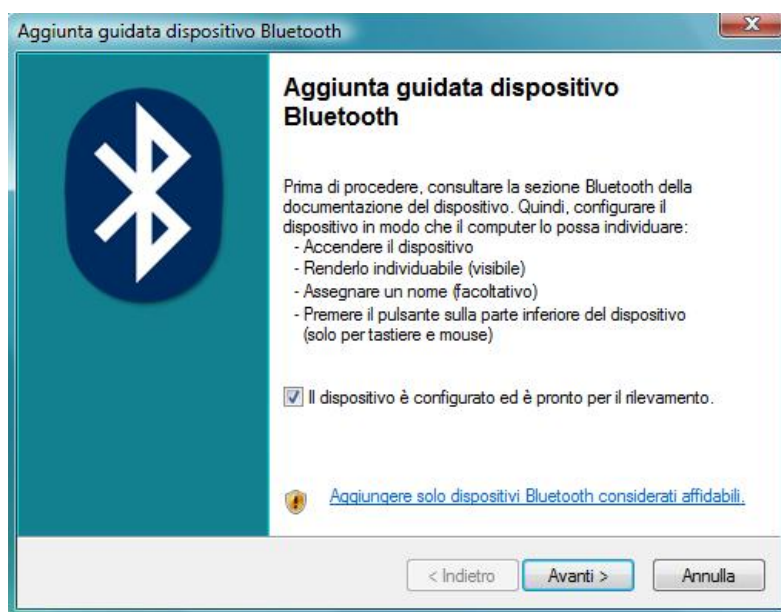 Aggiunta guidata dispositivo Bluetooth
Aggiunta guidata dispositivo
Bluetooth
Prima di procedere, consultare la sezione Bluetooth della
documentazione del dispositivo. Quindi, configurare il
dispositivo in modo che il computer lo possa individuare:
- Accendere il dispositivo
- Renderlo individuabile (visibile)
- Assegnare un nome (facoltativo)
- Premere il pulsante sulla parte inferiore del dispositivo
(solo per tastiere e mouse)
Il dispositivo è configurato ed è pronto per il rilevamento.
Aggiungere solo dispositivi Bluetooth considerati affidabili.
< Indietro Avanti > Annulla